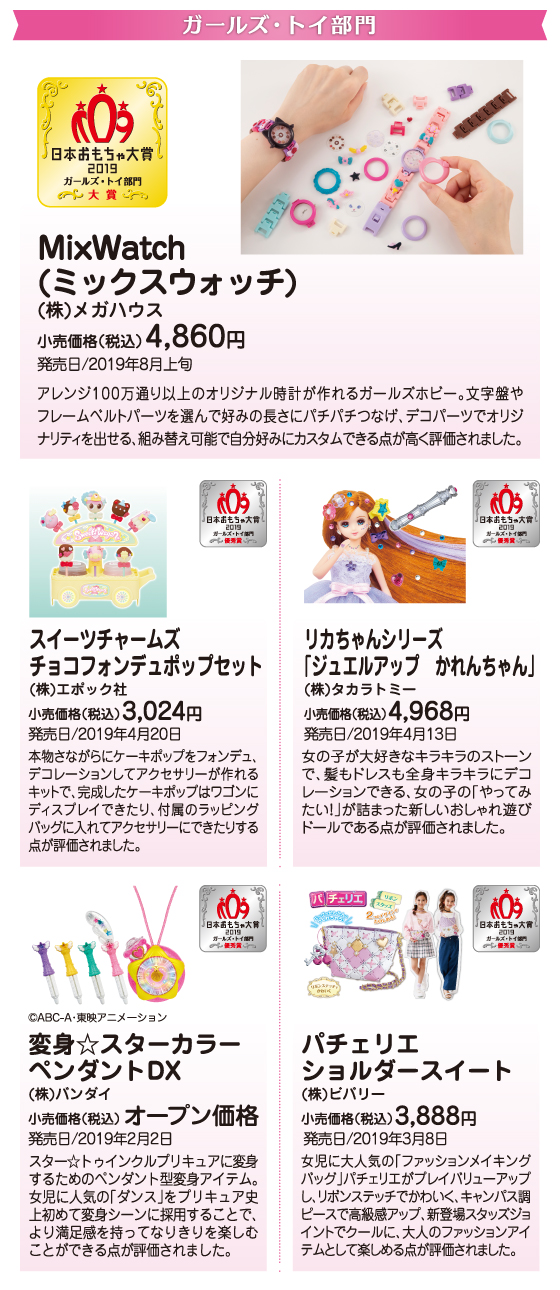 ガールズ・トイ部門
日本おもちゃ大賞
2019
ガールズ・トイ部門
大賞
MixWatch
(ミックスウォッチ)
(株)メガハウス
小売価格(税込) 4,860円
発売日/2019年8月上旬
アレンジ100万通り以上のオリジナル時計が作れるガールズホビー。文字盤や
フレームベルトパーツを選んで好みの長さにパチパチつなげ、デコパーツでオリジ
ナリティを出せる、組み替え可能で自分好みにカスタムできる点が高く評価されました。
日本おもちゃ大賞
2019
ガールズ・トイ部門
優秀賞
スイーツチャームズ
チョコフォンデュポップセット
(株)エポック社
小売価格(税込) 3,024円
発売日/2019年4月20日
本物さながらにケーキポップをフォンデュ、
デコレーションしてアクセサリーが作れる
キットで、完成したケーキポップはワゴンに
ディスプレイできたり、付属のラッピング
バッグに入れてアクセサリーにできたりする
点が評価されました。
日本おもちゃ大賞
2019
ガールズ・トイ部門
優秀賞
リカちゃんシリーズ
「ジュエルアップ かれんちゃん」
(株)タカラトミー
小売価格(税込) 4,968円
発売日/2019年4月13日
女の子が大好きなキラキラのストーン
で、髪もドレスも全身キラキラにデコ
レーションできる、女の子の「やってみ
たい!」が詰まった新しいおしゃれ遊び
ドールである点が評価されました。
日本おもちゃ大賞
2019
ガールズ・トイ部門
優秀賞
©ABC-A・東映アニメーション
変身☆スターカラー
ペンダントDX
(株)バンダイ
小売価格(税込) オープン価格
発売日/2019年2月2日
スター☆トゥインクルプリキュアに変身
するためのペンダント型変身アイテム。
女児に人気の「ダンス」をプリキュア史
上初めて変身シーンに採用することで、
より満足感を持ってなりきりを楽しむ
ことができる点が評価されました。
パチェリエ
リボン
スタッズ
日本おもちゃ大賞
2019
ガールズ・トイ部門
優秀賞
パチェリエ
ショルダースイート
(株)ビバリー
小売価格(税込) 3,888円
発売日/2019年3月8日
女児に大人気の「ファッションメイキング
バッグ」パチェリエがプレイバリューアップ
し、リボンステッチでかわいく、キャンバス調
ピースで高級感アップ、新登場スタッズジョ
イントでクールに、大人のファッションアイ
テムとして楽しめる点が評価されました。